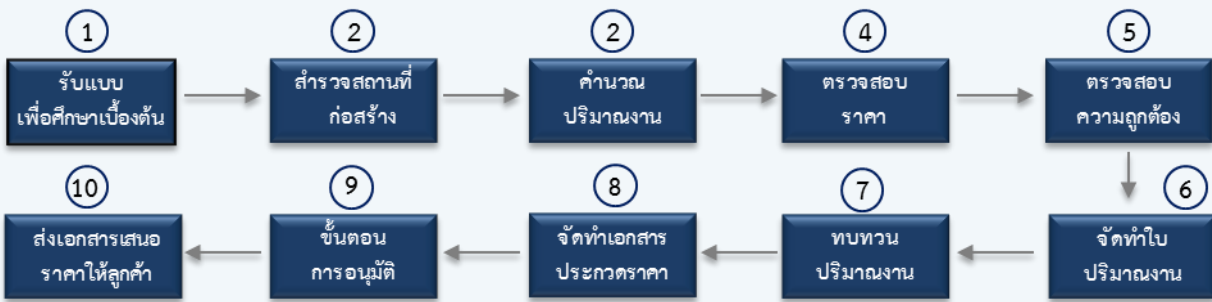 1
รับแบบ
เพื่อศึกษาเบื้องต้น
2
สำรวจสถานที่
ก่อสร้าง
2
คำนวณ
ปริมาณงาน
4
ตรวจสอบ
ราคา
5
ตรวจสอบ
ความถูกต้อง
6
จัดทำใบ
ปริมาณงาน
7
ทบทวน
ปริมาณงาน
8
จัดทำเอกสาร
ประกวดราคา
9
ขั้นตอน
การอนุมัติ
10
ส่งเอกสารเสนอ
ราคาให้ลูกค้า